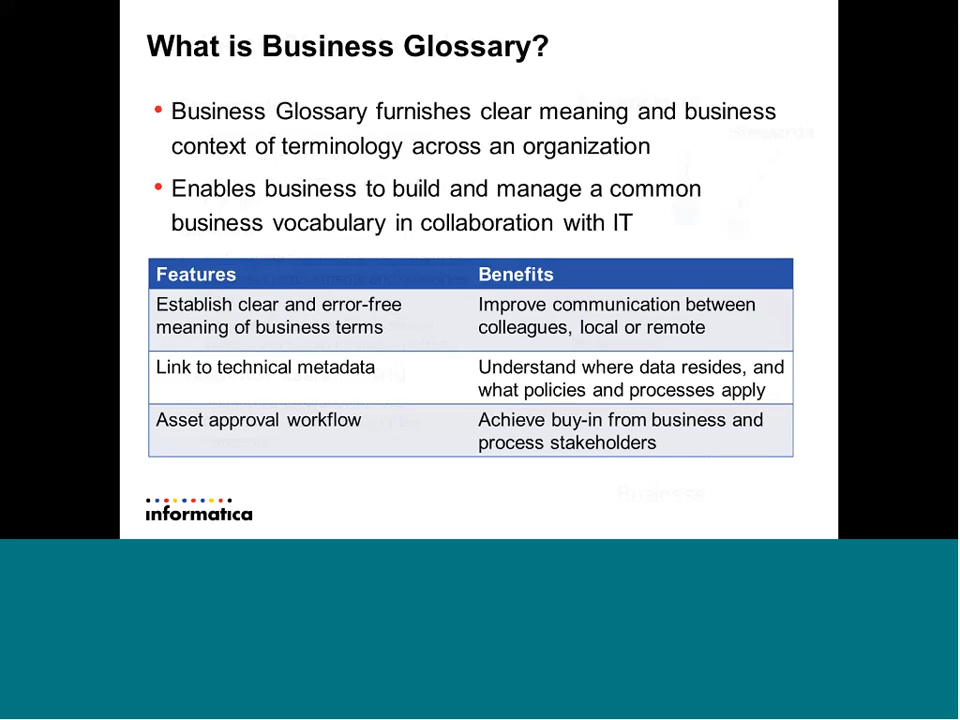 What is Business Glossary?
• Business Glossary furnishes clear meaning and business
context of terminology across an organization
• Enables business to build and manage a common
business vocabulary in collaboration with IT
Features Benefits
Establish clear and error-free Improve communication between
meaning of business terms colleagues, local or remote
Link to technical metadata Understand where data resides, and
what policies and processes apply
Asset approval workflow Achieve buy-in from business and
process stakeholders
Business
informatica